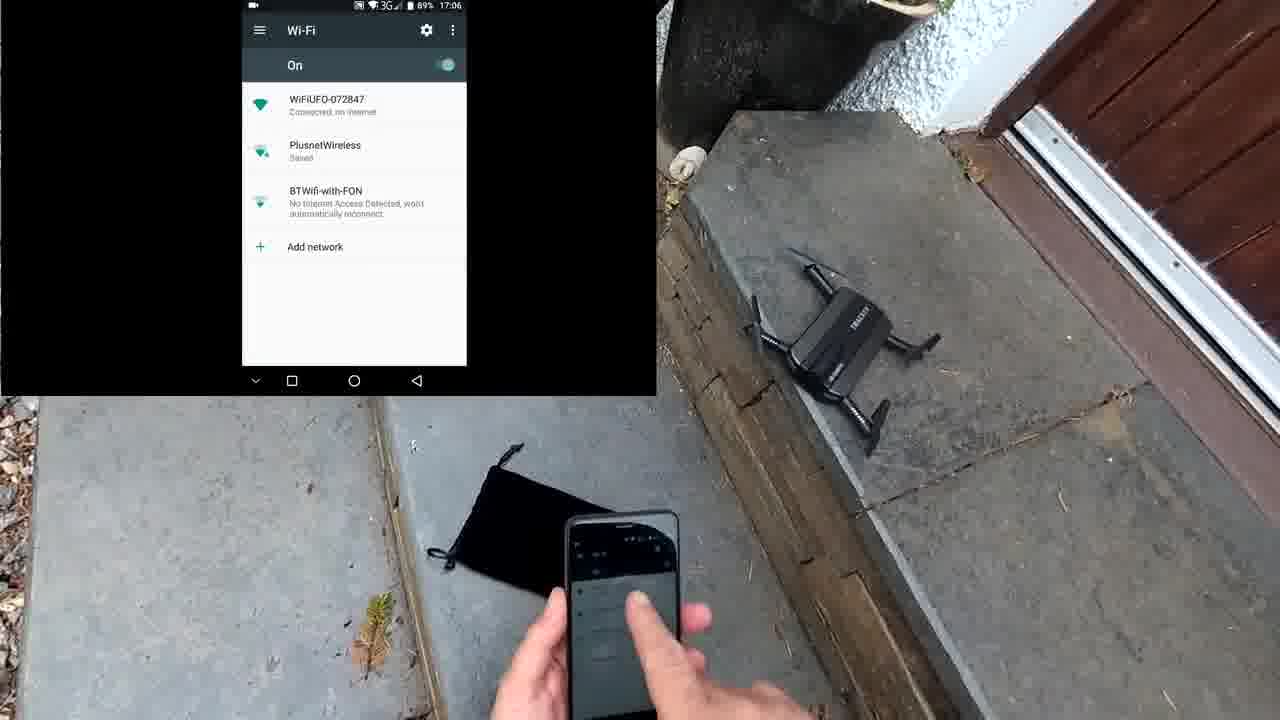 3G 89% 17:06
Wi-Fi
On
WiFiUFO-072847
Connected, no Internet
PlusnetWireless
Saved
BTWifi-with-FON
No Internet Access Detected, won't
automatically reconnect.
Add network
TRACKER